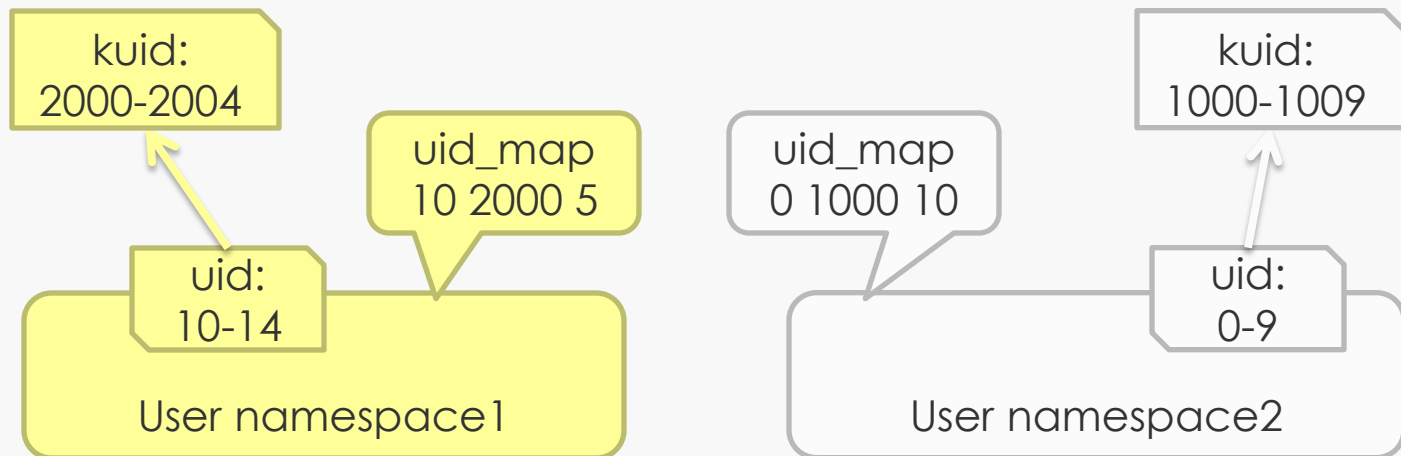 kuid:
2000-2004
uid_map
10 2000 5
uid:
10-14
User namespace1
kuid:
1000-1009
uid_map
0 1000 10
uid:
0-9
User namespace2